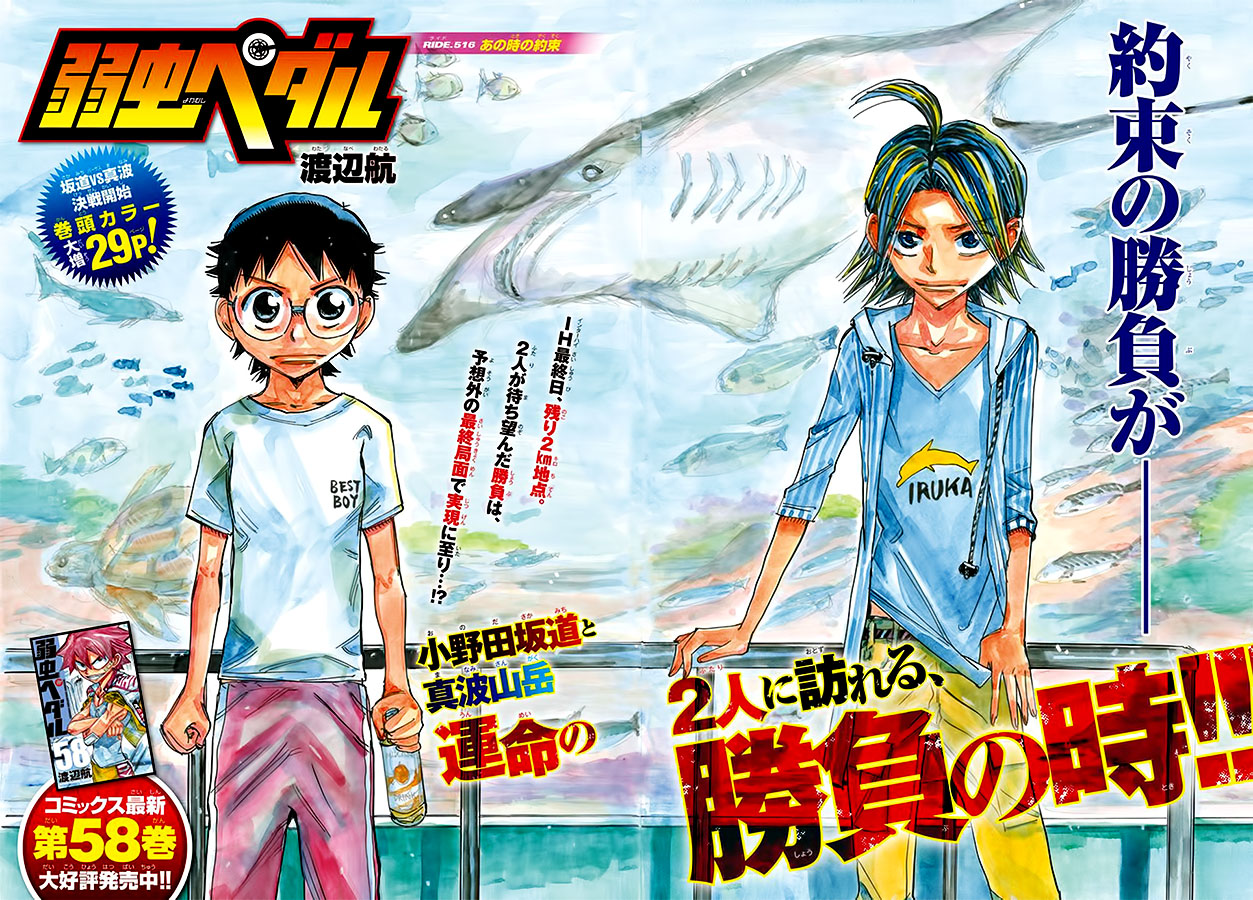 弱虫ペダル
渡辺航
RIDE.516 あの時の約束
坂道VS真波
決戦開始
巻頭カラー
大増29P!
約束の勝負が――
IH最終日、残り2km地点。
2人が待ち望んだ勝負は、
予想外の最終局面で実現に至り…!?
BEST
BOY
IRUKA
小野田坂道と
真波山岳
運命の
2人に訪れる、
勝負の時!!
弱虫ペダル
58
渡辺航
コミックス最新
第58巻
大好評発売中!!